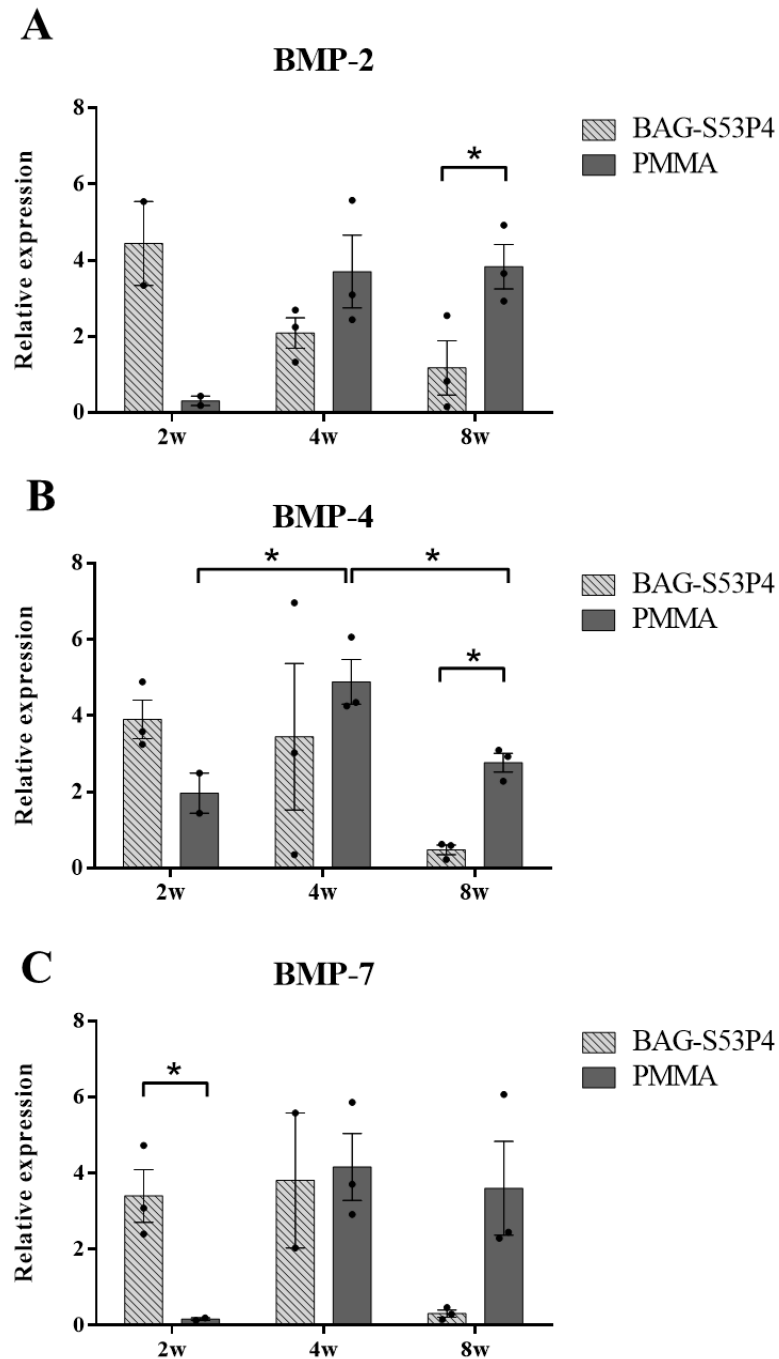 A
BMP-2
Relative expression
8
6
4
2
0
*
2w 4w 8w
BAG-S53P4
PMMA
B
BMP-4
Relative expression
8
6
4
2
0
* *
*
2w 4w 8w
BAG-S53P4
PMMA
C
BMP-7
Relative expression
8
6
4
2
0
*
2w 4w 8w
BAG-S53P4
PMMA